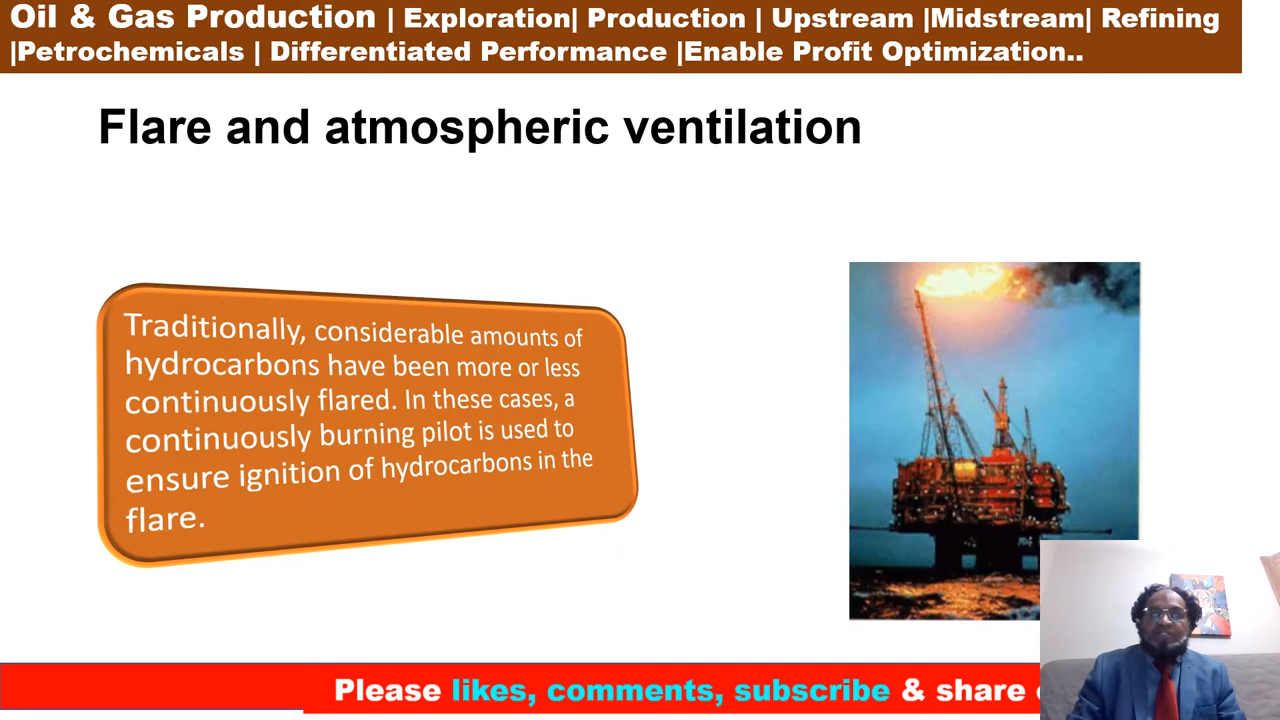 Oil & Gas Production | Exploration| Production | Upstream |Midstream| Refining
|Petrochemicals | Differentiated Performance |Enable Profit Optimization..
Flare and atmospheric ventilation
Traditionally, considerable amounts of
hydrocarbons have been more or less
continuously flared. In these cases, a
continuously burning pilot is used to
ensure ignition of hydrocarbons in the
flare.
Please likes, comments, subscribe & share